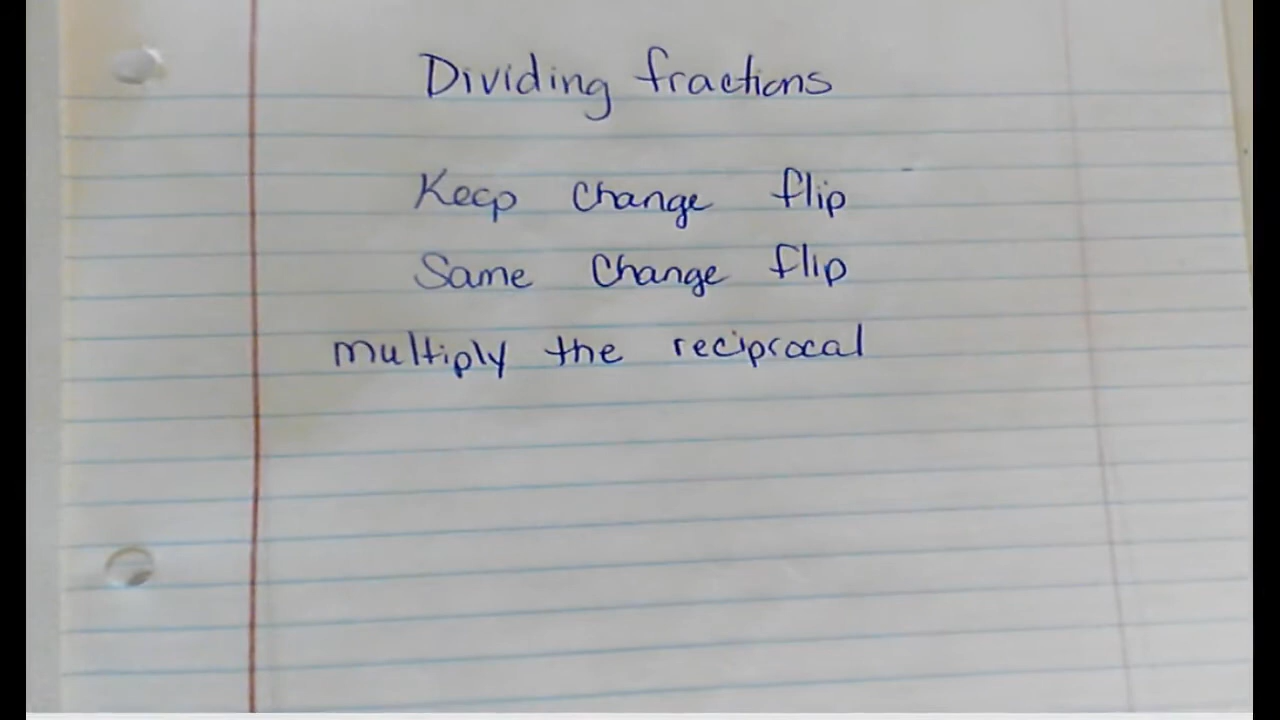 Dividing fractions
Keep Change flip
Same Change flip
multiply the reciprocal